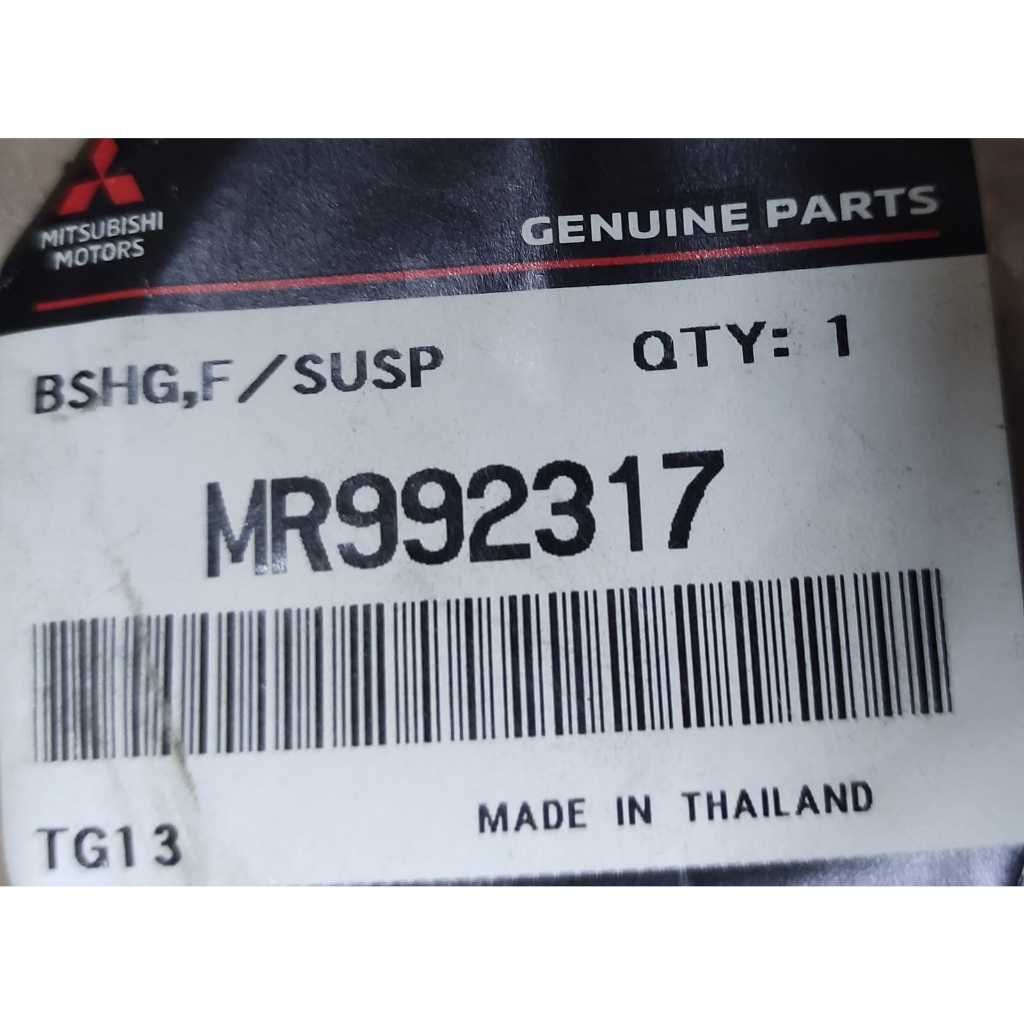 MITSUBISHI
MOTORS
GENUINE PARTS
BSHG,F/SUSP
QTY: 1
MR992317
TG13
MADE IN THAILAND